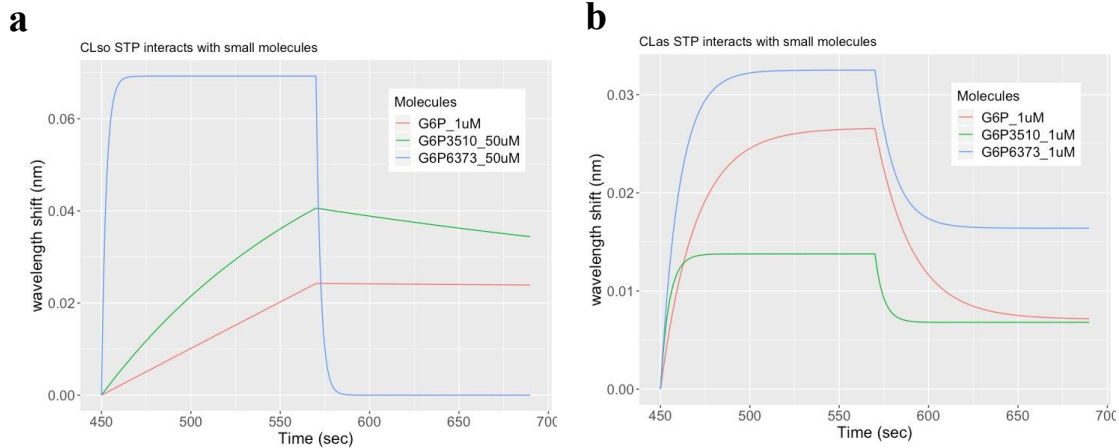 a
CLso STP interacts with small molecules
wavelength shift (nm)
0.06
0.04
0.02
0.00
Molecules
G6P_1uM
G6P3510_50uM
G6P6373_50uM
450
500
550
600
650
700
Time (sec)
b
CLas STP interacts with small molecules
wavelength shift (nm)
0.03
0.02
0.01
0.00
Molecules
G6P_1uM
G6P3510_1uM
G6P6373_1uM
450
500
550
600
650
700
Time (sec)